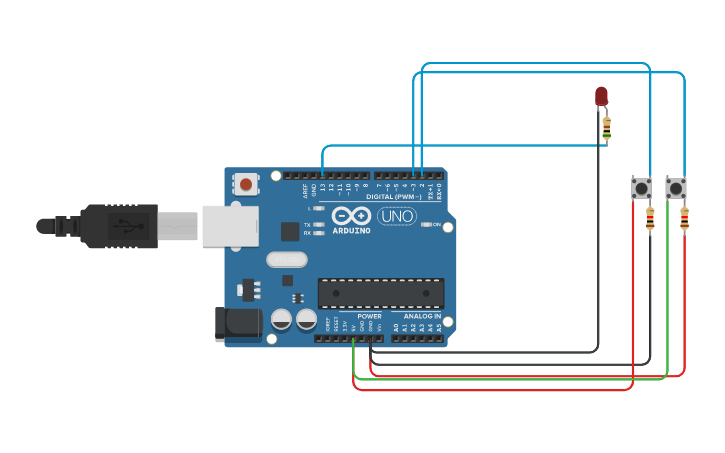 AREF
GND
13
12
~11
~10
~9
8
7
~6
~5
4
~3
2
TX→1
RX←0
DIGITAL (PWM~)
L
TX
RX
UNO
ARDUINO
ON
POWER
ANALOG IN
IOREF
RESET
3.3V
5V
GND
GND
Vin
A0
A1
A2
A3
A4
A5